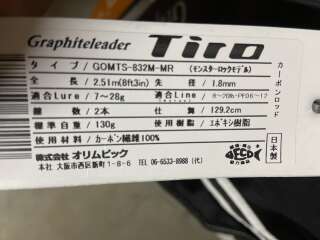 Graphiteleader Tiro
タイプ / GOMTS-832M-MR (モンスターロックモデル)
全長 / 2.51m(8ft3in) 先径 / 1.8mm
適合Lure / 7〜28g 適合Line
継数 / 2本 仕舞 / 129.2cm
標準自重 / 130g 使用樹脂 / エポキシ樹脂
使用材料 / カーボン繊維100%
株式会社 オリムピック TEL 06-6533-8988 (代)
本社 大阪市西区新町1-8-6
カーボンロッド
日本製